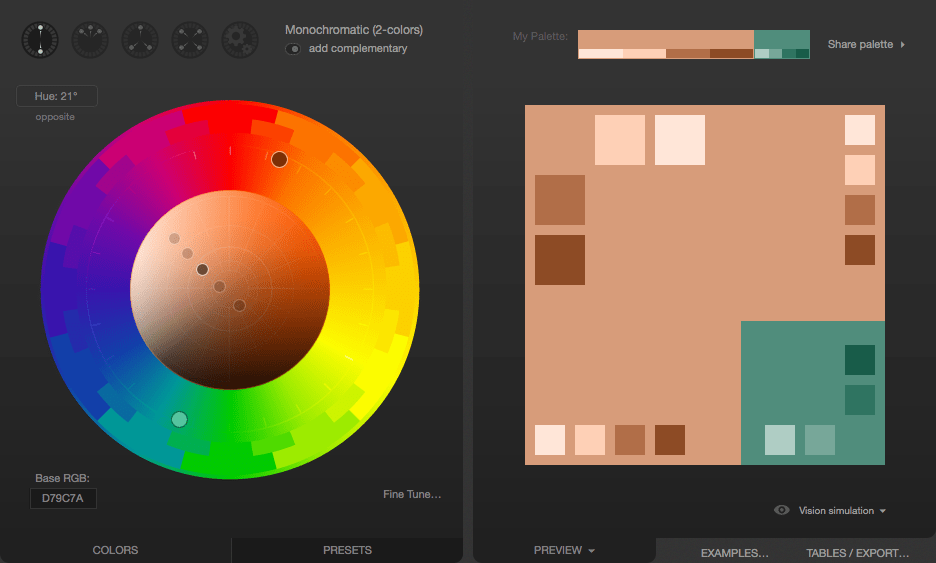 Monochromatic (2-colors)
add complementary
My Palette:
Share palette
Hue: 21°
opposite
Base RGB:
D79C7A
Fine Tune...
Vision simulation
COLORS
PRESETS
PREVIEW
EXAMPLES...
TABLES / EXPORT...